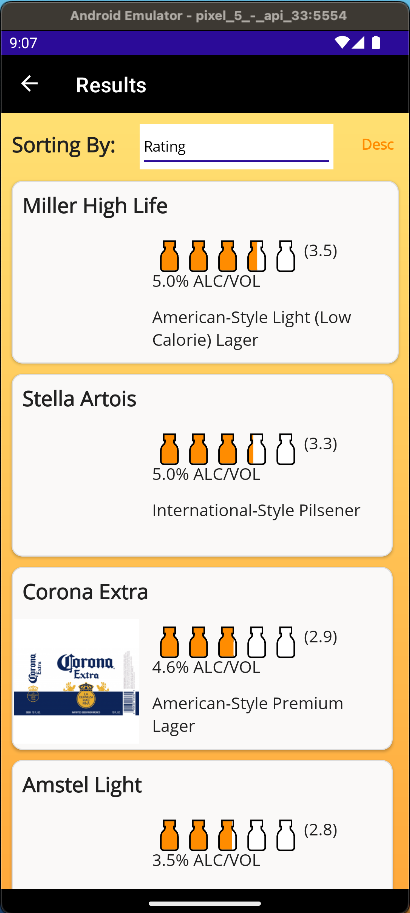 Android Emulator - pixel_5_-_api_33:5554
9:07
Results
Sorting By:
Rating
Desc
Miller High Life
(3.5)
5.0% ALC/VOL
American-Style Light (Low
Calorie) Lager
Stella Artois
(3.3)
5.0% ALC/VOL
International-Style Pilsener
Corona Extra
(2.9)
4.6% ALC/VOL
American-Style Premium
Lager
Corona
Extra
Corona
Extra
Amstel Light
(2.8)
3.5% ALC/VOL